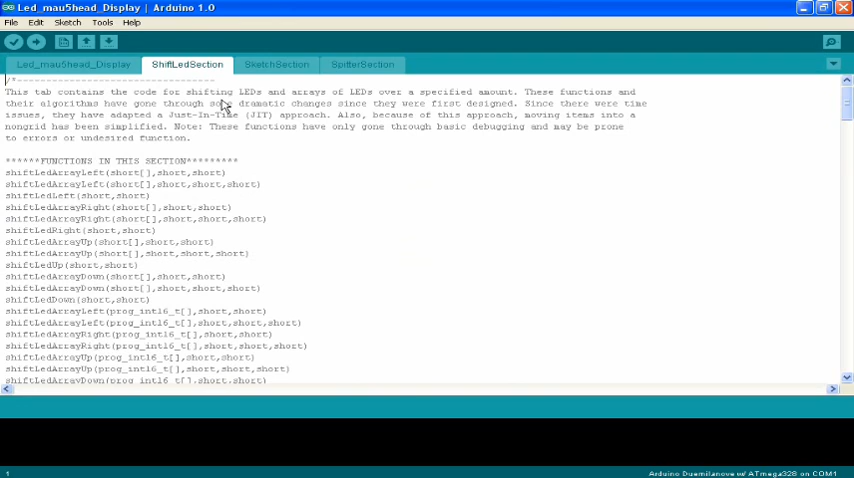 Led_mau5head_Display | Arduino 1.0
File Edit Sketch Tools Help
Led_mau5head_Display ShiftLedSection SketchSection SpitterSection
/*----------------------------------
This tab contains the code for shifting LEDs and arrays of LEDs over a specified amount. These functions and
their algorithms have gone through some dramatic changes since they were first designed. Since there were time
issues, they have adapted a Just-In-Time (JIT) approach. Also, because of this approach, moving items into a
nongrid has been simplified. Note: These functions have only gone through basic debugging and may be prone
to errors or undesired function.
******FUNCTIONS IN THIS SECTION*********
shiftLedArrayLeft(short[],short,short)
shiftLedArrayLeft(short[],short,short,short)
shiftLedLeft(short,short)
shiftLedArrayRight(short[],short,short)
shiftLedArrayRight(short[],short,short,short)
shiftLedRight(short,short)
shiftLedArrayUp(short[],short,short)
shiftLedArrayUp(short[],short,short,short)
shiftLedUp(short,short)
shiftLedArrayDown(short[],short,short)
shiftLedArrayDown(short[],short,short,short)
shiftLedDown(short,short)
shiftLedArrayLeft(prog_int16_t[],short,short)
shiftLedArrayLeft(prog_int16_t[],short,short,short)
shiftLedArrayRight(prog_int16_t[],short,short)
shiftLedArrayRight(prog_int16_t[],short,short,short)
shiftLedArrayUp(prog_int16_t[],short,short)
shiftLedArrayUp(prog_int16_t[],short,short,short)
shiftLedArrayDown(prog_int16_t[],short,short)
1
Arduino Duemilanove w/ ATmega328 on COM1